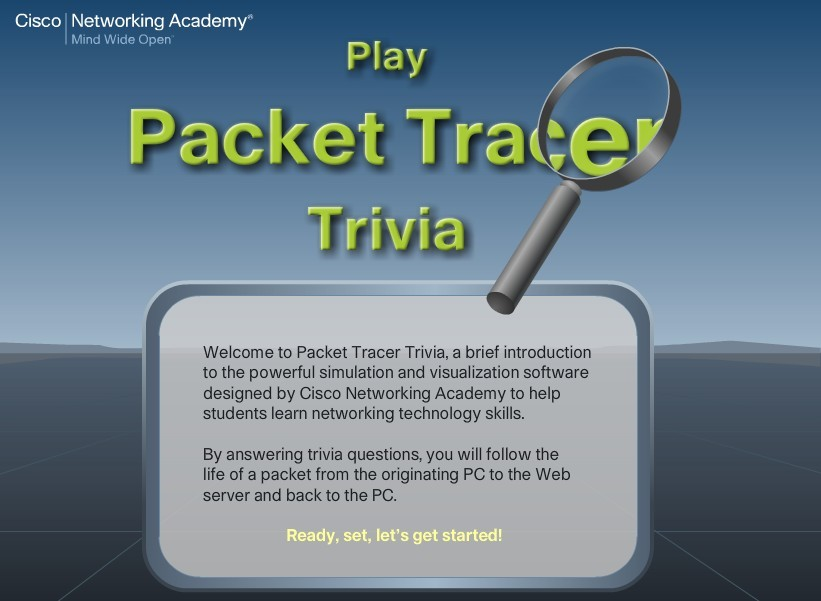 Cisco Networking Academy®
Mind Wide Open™
Play
Packet Tracer
Trivia
Welcome to Packet Tracer Trivia, a brief introduction
to the powerful simulation and visualization software
designed by Cisco Networking Academy to help
students learn networking technology skills.
By answering trivia questions, you will follow the
life of a packet from the originating PC to the Web
server and back to the PC.
Ready, set, let's get started!